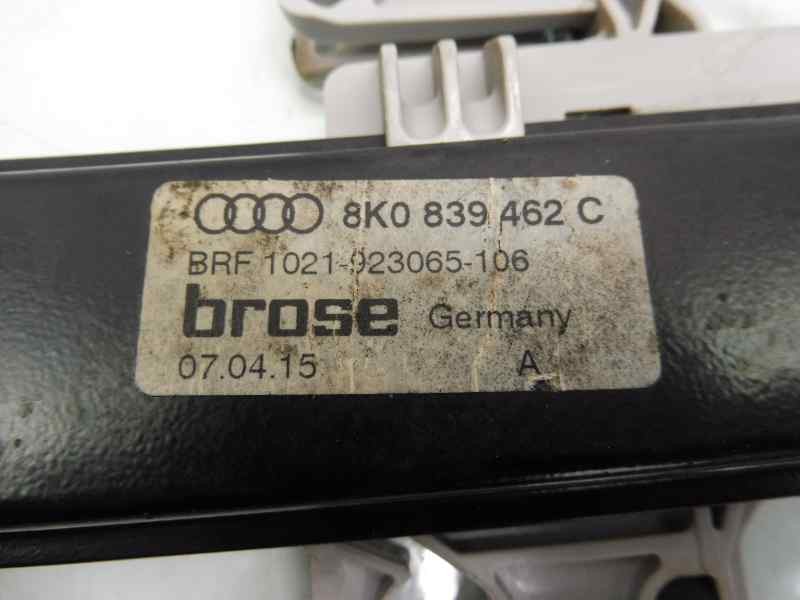 8K0 839 462 C
BRF 1021-923065-106
brose Germany
07.04.15 A